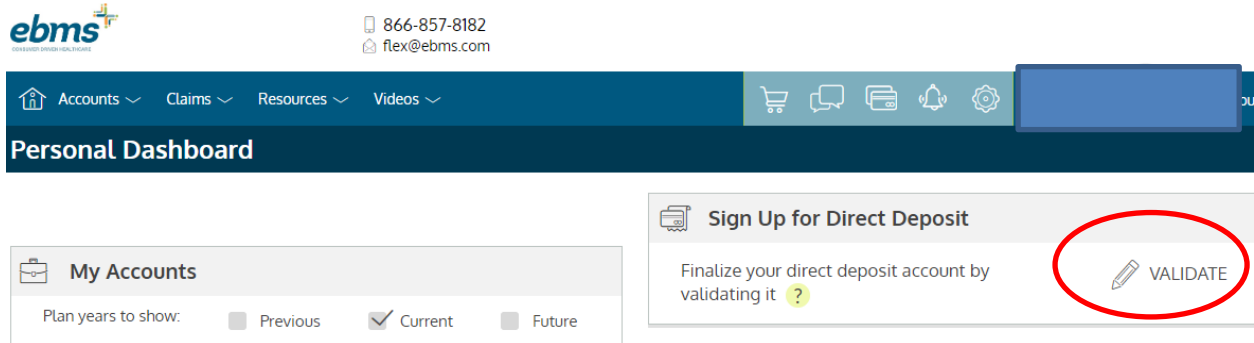 ebms
CONSUMER DRIVEN HEALTHCARE
866-857-8182
flex@ebms.com
Accounts Claims Resources Videos
Personal Dashboard
Sign Up for Direct Deposit
Finalize your direct deposit account by
validating it ?
VALIDATE
My Accounts
Plan years to show: Previous Current Future